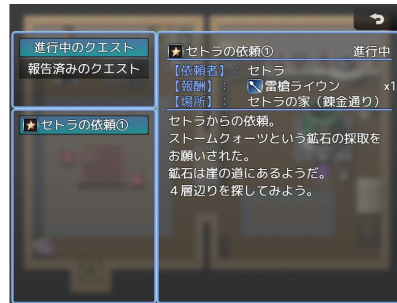 進行中のクエスト
報告済みのクエスト
セトラの依頼①
セトラの依頼① 進行中
【依頼者】： セトラ
【報酬】： 雷槍ライウン x1
【場所】： セトラの家（錬金通り）
セトラからの依頼。
ストームクォーツという鉱石の採取を
お願いされた。
鉱石は崖の道にあるようだ。
４層辺りを探してみよう。